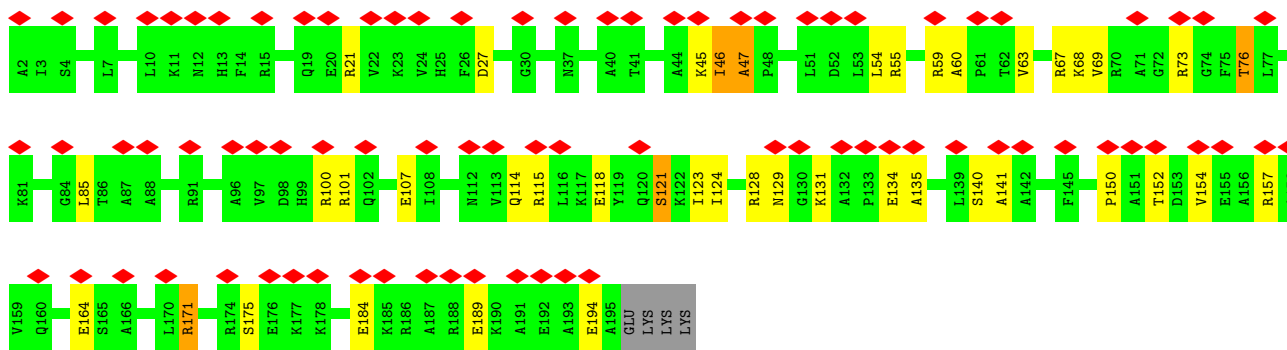 A2 I3 S4 L7 L10 K11 N12 H13 F14 R15 Q19 E20 R21 V22 K23 V24 H25 F26 D27 G30 N37 A40 T41 A44 K45 I46 A47 P48 L51 D52 L53 L54 R55 R59 A60 P61 T62 V63 R67 K68 V69 R70 A71 G72 R73 G74 F75 T76 L77
K81 G84 L85 T86 A87 A88 R91 A96 V97 D98 H99 R100 R101 Q102 E107 I108 N112 V113 Q114 R115 L116 K117 E118 Y119 Q120 S121 K122 I123 I124 R128 N129 G130 K131 A132 P133 E134 A135 L139 S140 A141 A142 F145 P150 A151 T152 D153 V154 E155 A156 R157
V159 Q160 E164 S165 A166 L170 R171 R174 S175 E176 K177 K178 E184 K185 R186 A187 R188 E189 K190 A191 E192 A193 E194 A195 GLU LYS LYS LYS